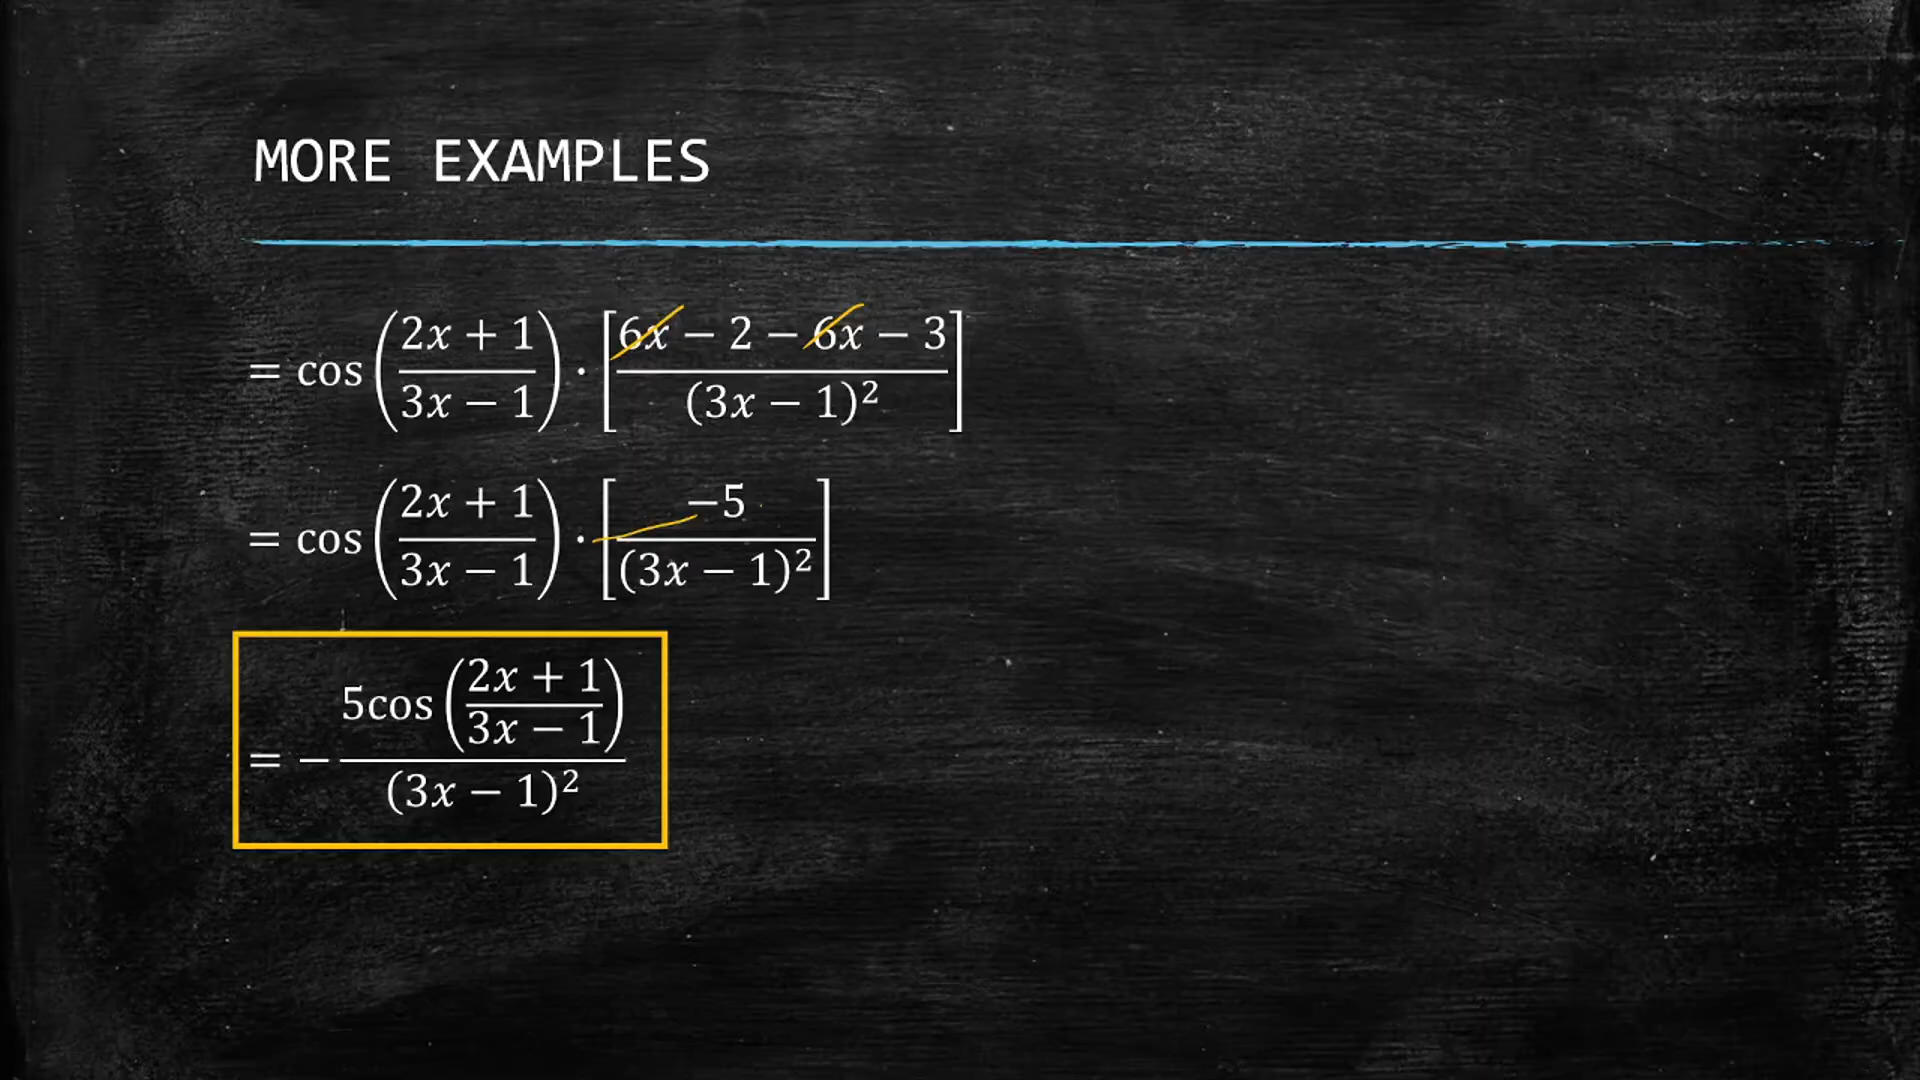 MORE EXAMPLES
= cos((2x + 1)/(3x − 1)) · [(6x − 2 − 6x − 3)/(3x − 1)²]
= cos((2x + 1)/(3x − 1)) · [−5/(3x − 1)²]
= − 5cos((2x + 1)/(3x − 1))/(3x − 1)²